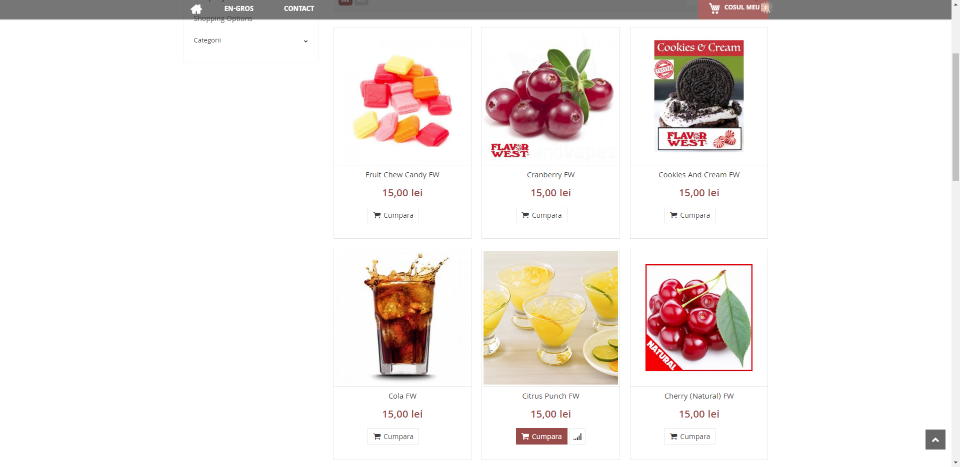 EN-GROS
CONTACT
COSUL MEU
Shopping Options
Categorii
FLAVOR
WEST
Cookies & Cream
FLAVOR
WEST
Fruit Chew Candy FW
Cranberry FW
Cookies And Cream FW
15,00 lei
15,00 lei
15,00 lei
Cumpara
Cumpara
Cumpara
NATURAL
Cola FW
Citrus Punch FW
Cherry (Natural) FW
15,00 lei
15,00 lei
15,00 lei
Cumpara
Cumpara
Cumpara